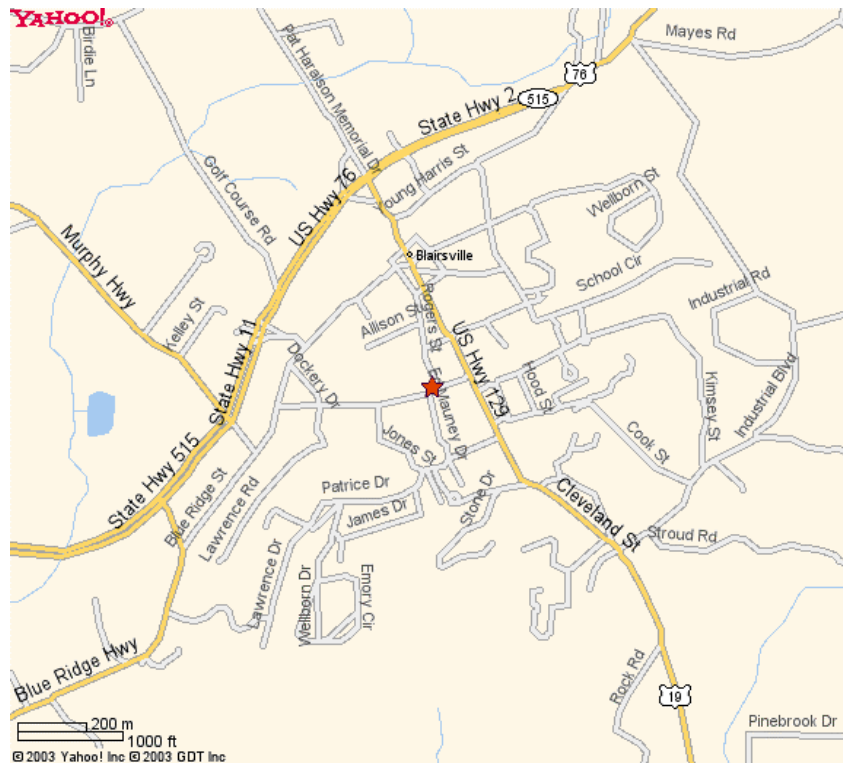 YAHOO!
Birdie Ln
Pat Haralson Memorial Dr
Mayes Rd
76
515
State Hwy 2
Golf Course Rd
US Hwy 76
Young Harris St
Wellborn St
Murphy Hwy
Blairsville
School Cir
Industrial Rd
Kelley St
Allison St
Rogers St
US Hwy 129
State Hwy 11
Dockery Dr
Hood St
Kimsey St
Industrial Blvd
Mauney Dr
Jones St
Cook St
State Hwy 515
Blue Ridge St
Lawrence Rd
Patrice Dr
James Dr
Stone Dr
Cleveland St
Stroud Rd
Lawrence Dr
Wellborn Dr
Emory Cir
Blue Ridge Hwy
Rock Rd
19
Pinebrook Dr
200 m
1000 ft
© 2003 Yahoo! Inc © 2003 GDT Inc